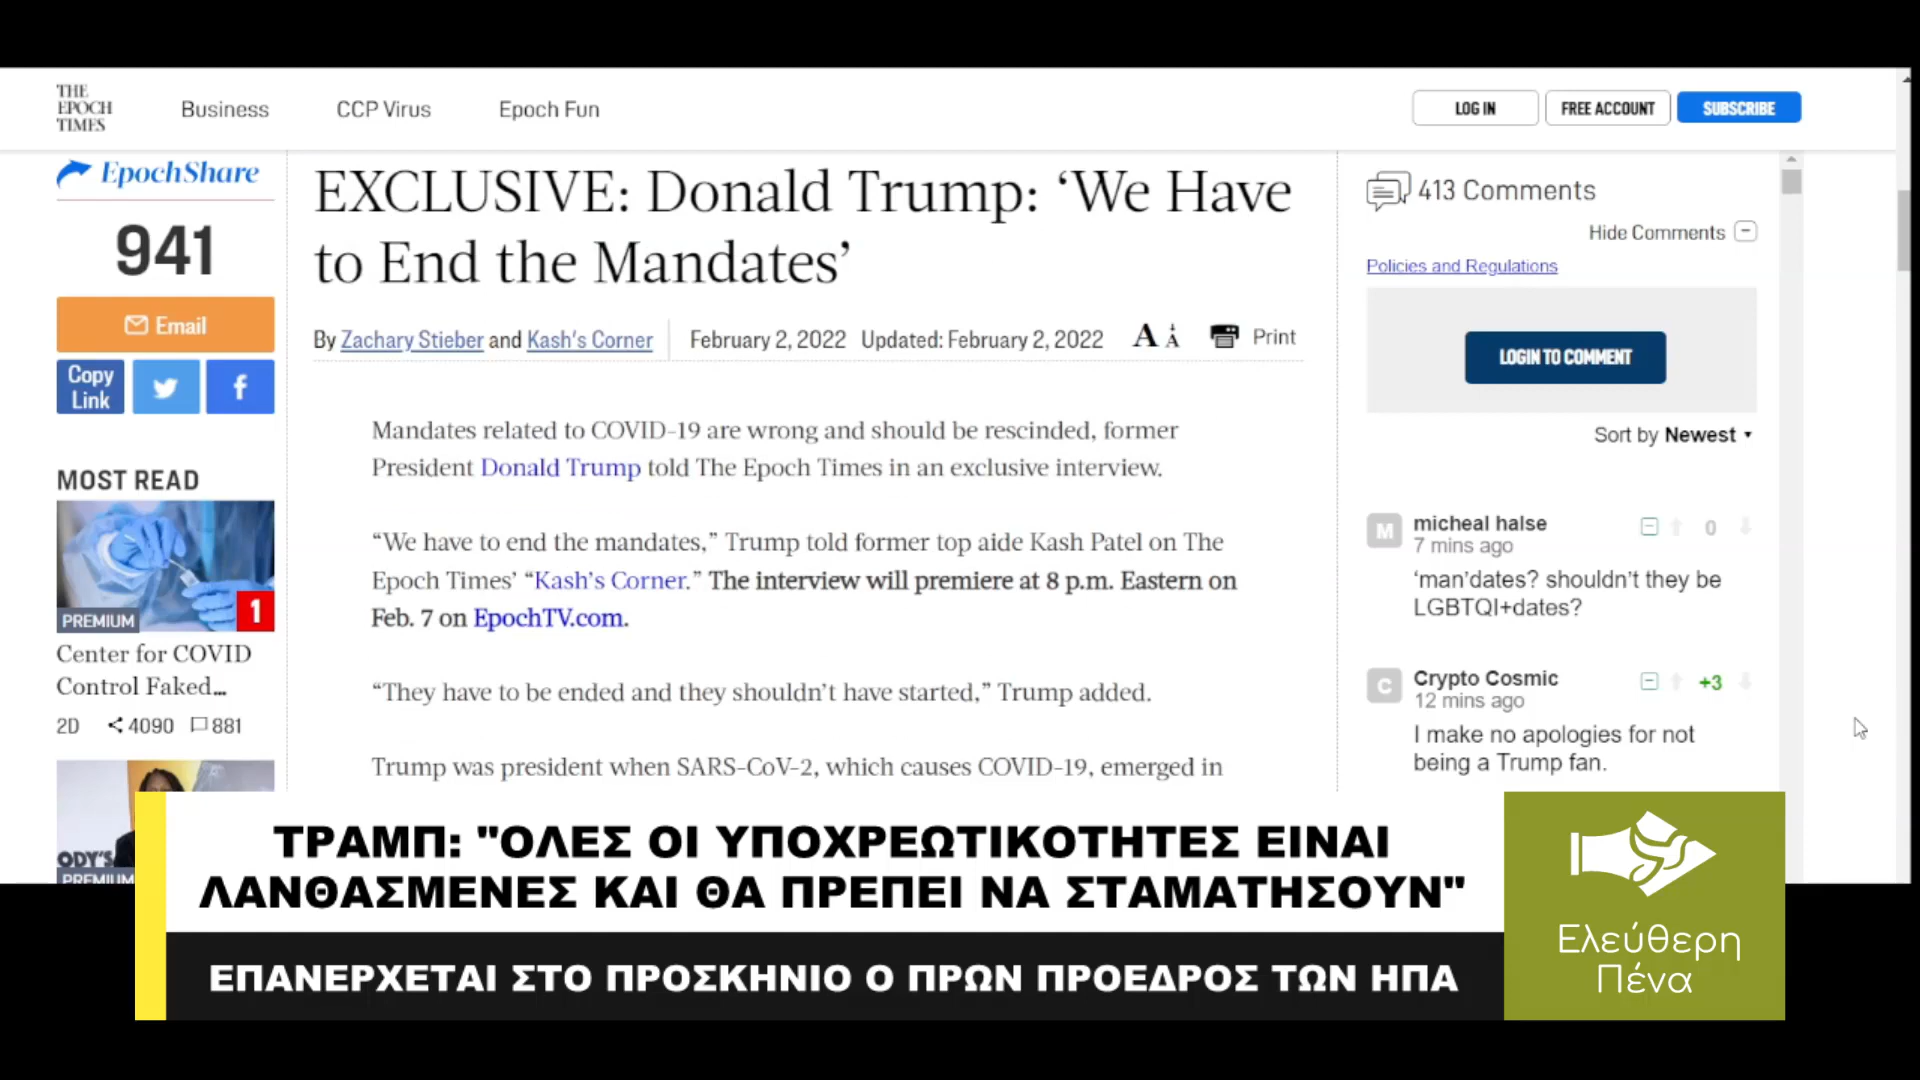 THE
EPOCH
TIMES
Business
CCP Virus
Epoch Fun
LOG IN
FREE ACCOUNT
SUBSCRIBE
EpochShare
941
Email
Copy
Link
MOST READ
PREMIUM
1
Center for COVID
Control Faked...
2D 4090 881
ODY'S
PREMIUM
EXCLUSIVE: Donald Trump: ‘We Have
to End the Mandates’
By Zachary Stieber and Kash's Corner
February 2, 2022 Updated: February 2, 2022
A A
Print
Mandates related to COVID-19 are wrong and should be rescinded, former
President Donald Trump told The Epoch Times in an exclusive interview.
“We have to end the mandates,” Trump told former top aide Kash Patel on The
Epoch Times’ “Kash’s Corner.” The interview will premiere at 8 p.m. Eastern on
Feb. 7 on EpochTV.com.
“They have to be ended and they shouldn’t have started,” Trump added.
Trump was president when SARS-CoV-2, which causes COVID-19, emerged in
413 Comments
Hide Comments
Policies and Regulations
LOGIN TO COMMENT
Sort by Newest
M
micheal halse
0
7 mins ago
‘man’dates? shouldn’t they be
LGBTQI+dates?
C
Crypto Cosmic
+3
12 mins ago
I make no apologies for not
being a Trump fan.
ΤΡΑΜΠ: "ΟΛΕΣ ΟΙ ΥΠΟΧΡΕΩΤΙΚΟΤΗΤΕΣ ΕΙΝΑΙ
ΛΑΝΘΑΣΜΕΝΕΣ ΚΑΙ ΘΑ ΠΡΕΠΕΙ ΝΑ ΣΤΑΜΑΤΗΣΟΥΝ"
ΕΠΑΝΕΡΧΕΤΑΙ ΣΤΟ ΠΡΟΣΚΗΝΙΟ Ο ΠΡΩΝ ΠΡΟΕΔΡΟΣ ΤΩΝ ΗΠΑ
Ελεύθερη
Πένα